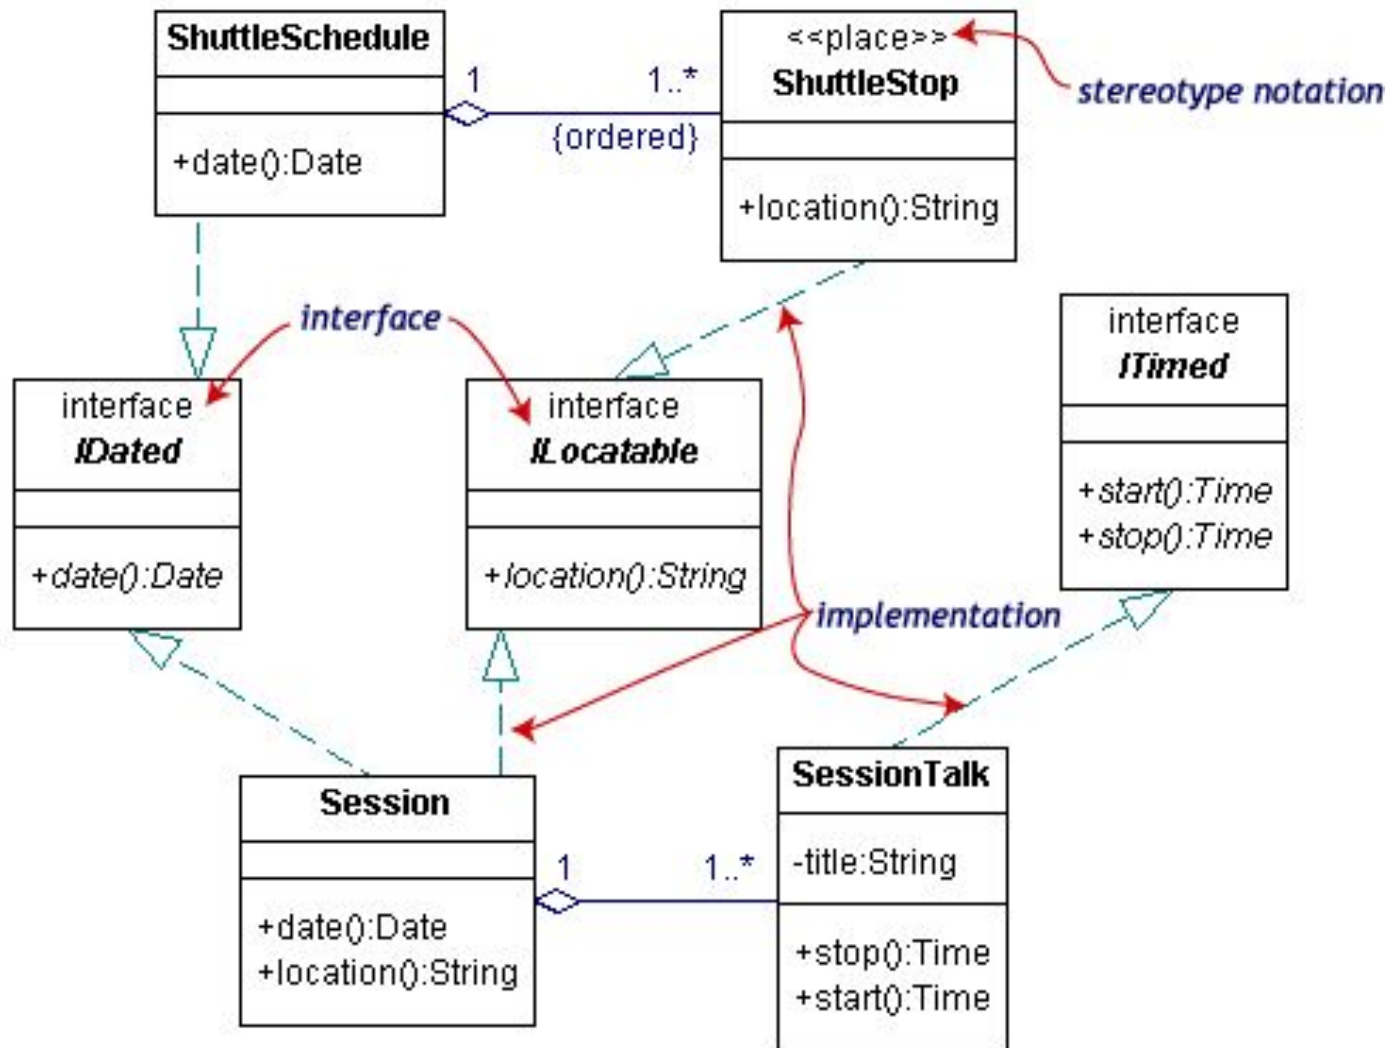 ShuttleSchedule
+date():Date
1
1..*
{ordered}
<<place>>
ShuttleStop
+location():String
stereotype notation
interface
interface
IDated
+date():Date
interface
ILocatable
+location():String
interface
ITimed
+start():Time
+stop():Time
implementation
Session
+date():Date
+location():String
1
1..*
SessionTalk
-title:String
+stop():Time
+start():Time